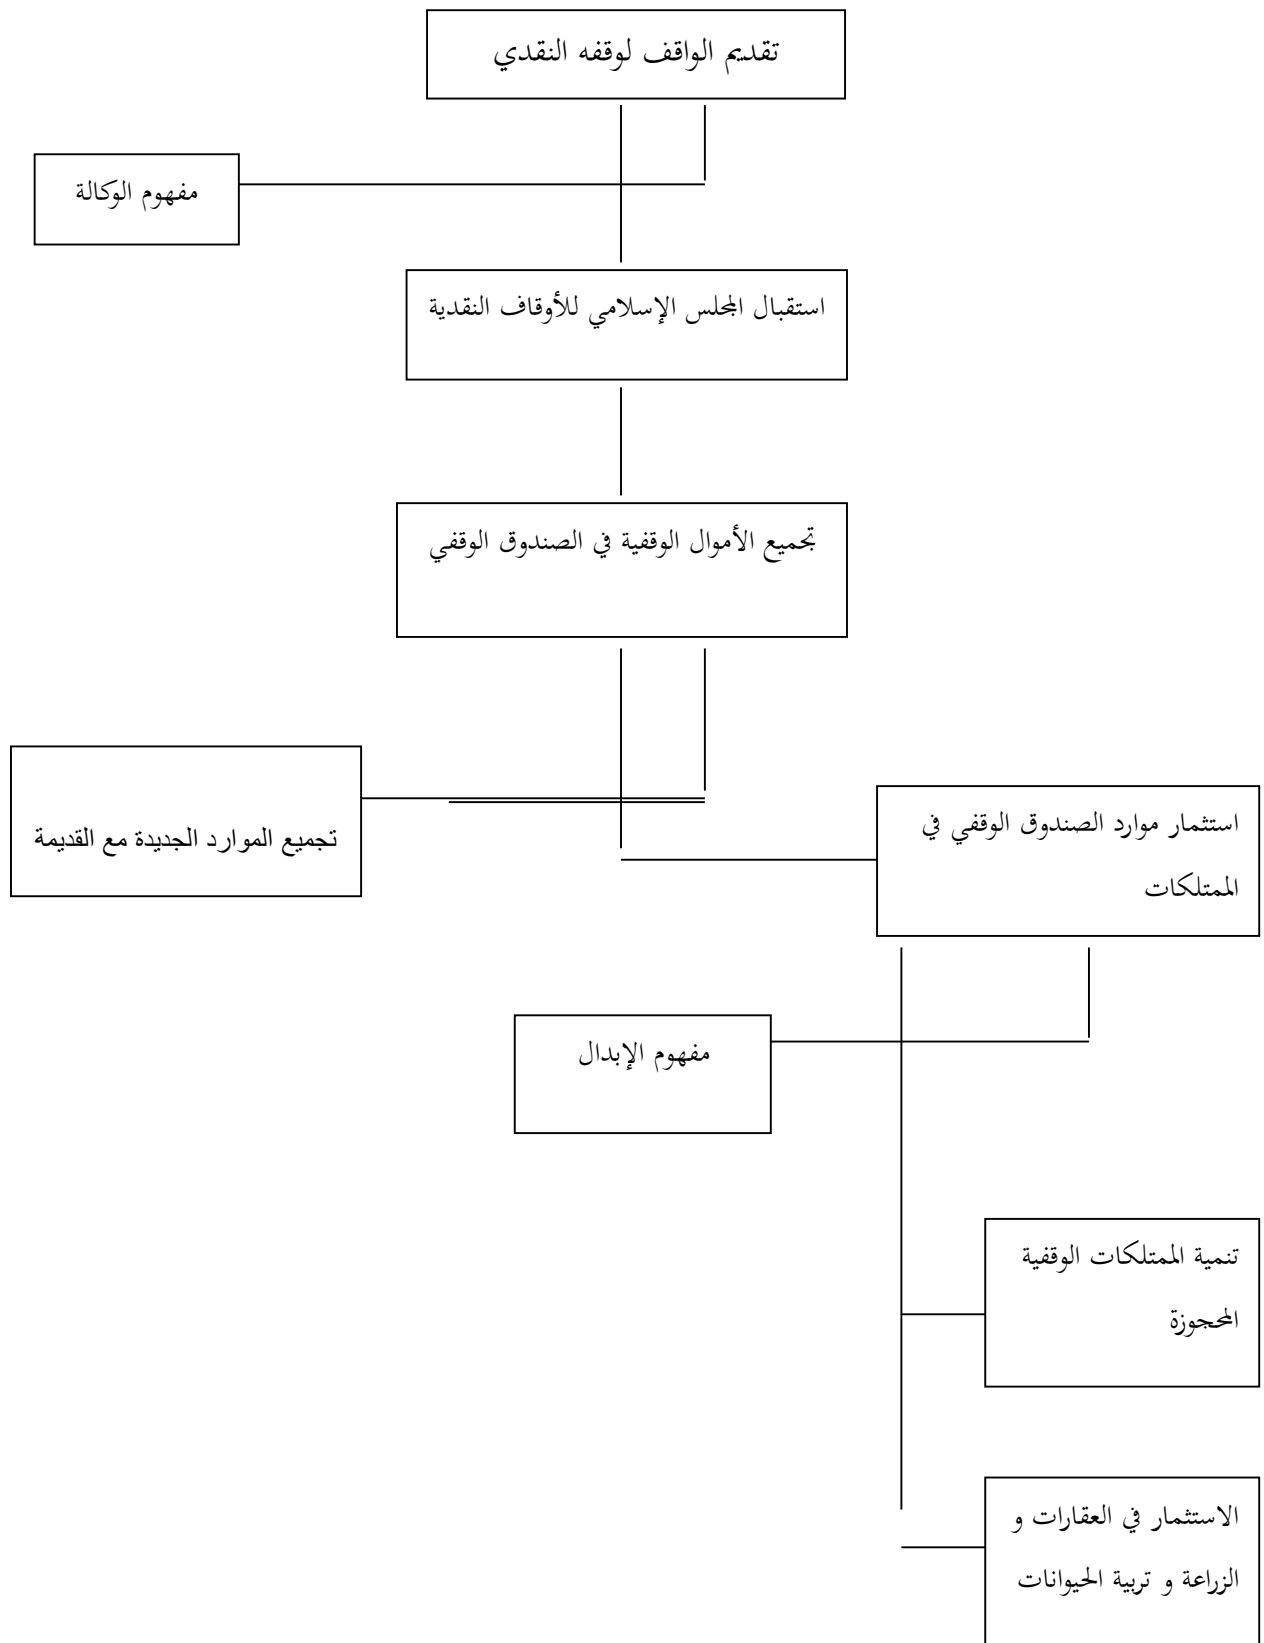 تقديم الواقف لوقفه النقدي
مفهوم الوكالة
استقبال المجلس الإسلامي للأوقاف النقدية
تجميع الأموال الوقفية في الصندوق الوقفي
تجميع الموارد الجديدة مع القديمة
استثمار موارد الصندوق الوقفي في
الممتلكات
مفهوم الإبدال
تنمية الممتلكات الوقفية
المحجوزة
الاستثمار في العقارات و
الزراعة و تربية الحيوانات